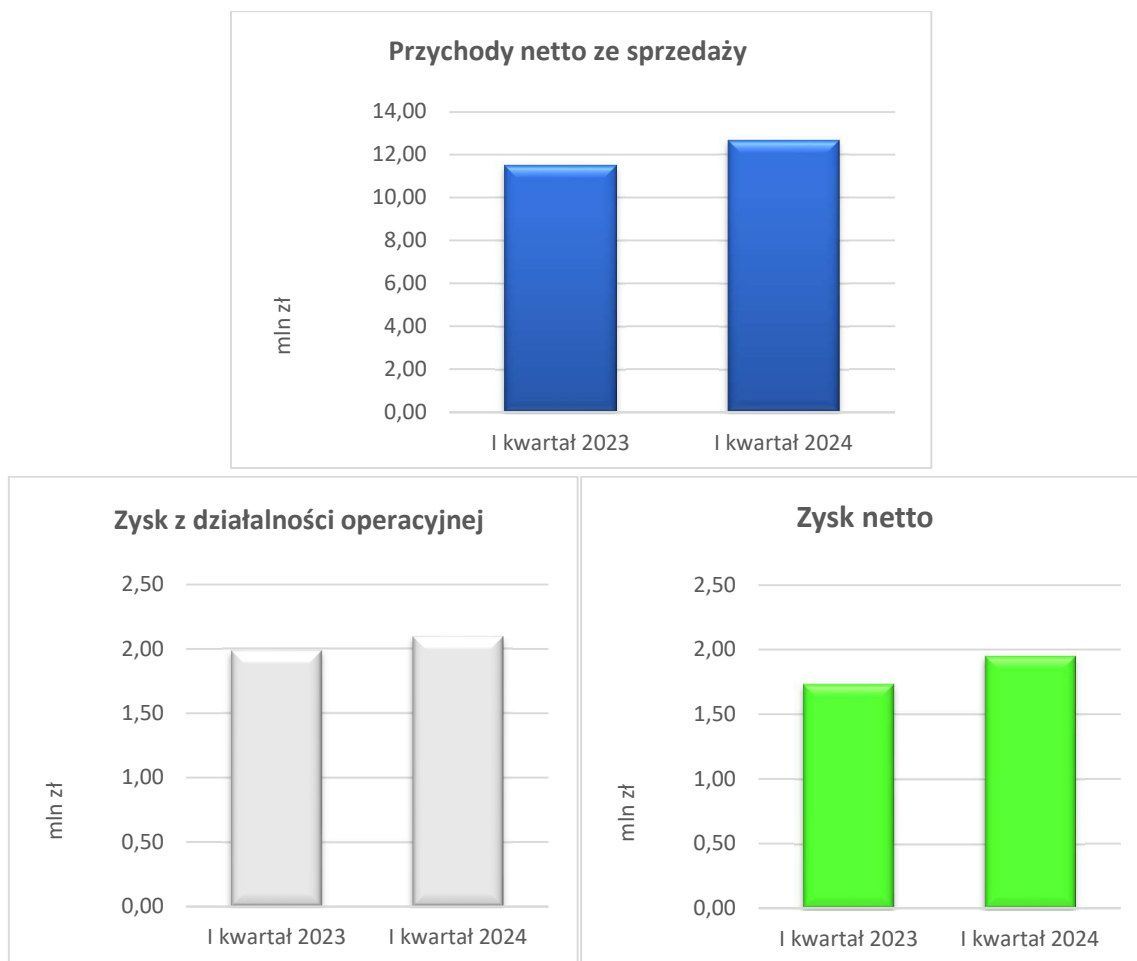 Przychody netto ze sprzedaży
14,00
12,00
10,00
8,00
6,00
4,00
2,00
0,00
mln zł
I kwartał 2023 I kwartał 2024
Zysk z działalności operacyjnej
2,50
2,00
1,50
1,00
0,50
0,00
mln zł
I kwartał 2023 I kwartał 2024
Zysk netto
2,50
2,00
1,50
1,00
0,50
0,00
mln zł
I kwartał 2023 I kwartał 2024